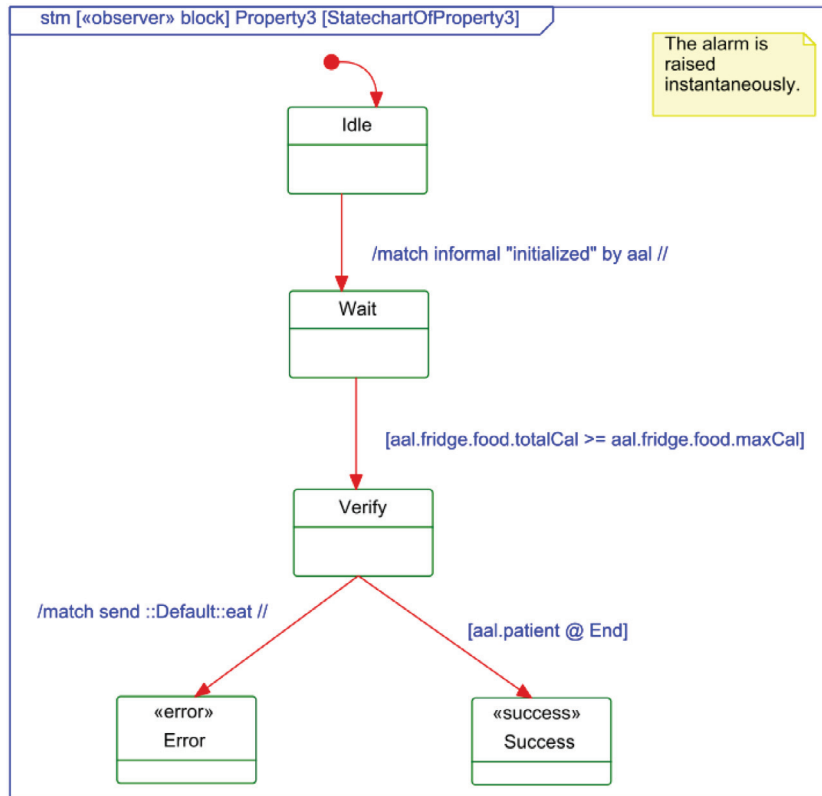 stm [«observer» block] Property3 [StatechartOfProperty3]
The alarm is
raised
instantaneously.
Idle
/match informal "initialized" by aal //
Wait
[aal.fridge.food.totalCal >= aal.fridge.food.maxCal]
Verify
/match send ::Default::eat //
[aal.patient @ End]
«error»
Error
«success»
Success